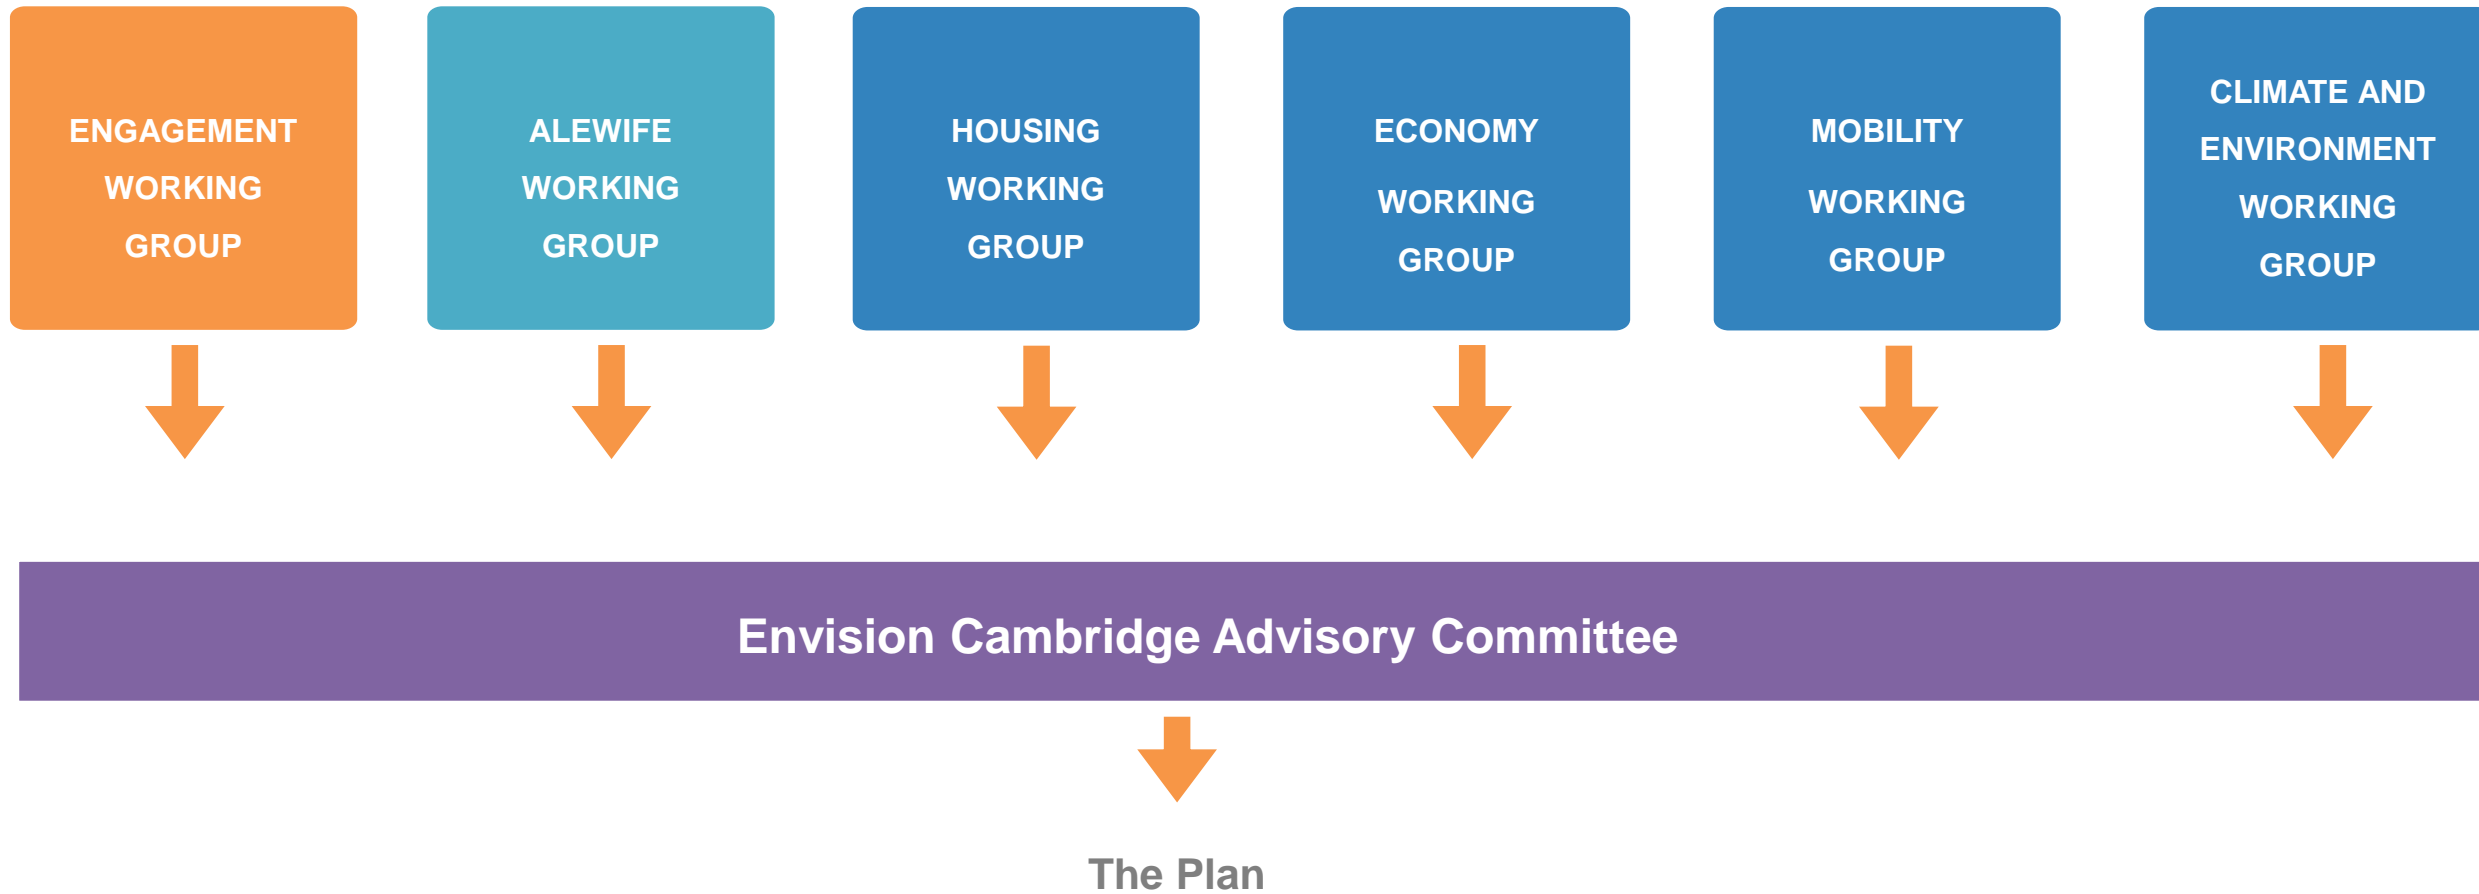 ENGAGEMENT
WORKING
GROUP
ALEWIFE
WORKING
GROUP
HOUSING
WORKING
GROUP
ECONOMY
WORKING
GROUP
MOBILITY
WORKING
GROUP
CLIMATE AND
ENVIRONMENT
WORKING
GROUP
Envision Cambridge Advisory Committee
The Plan